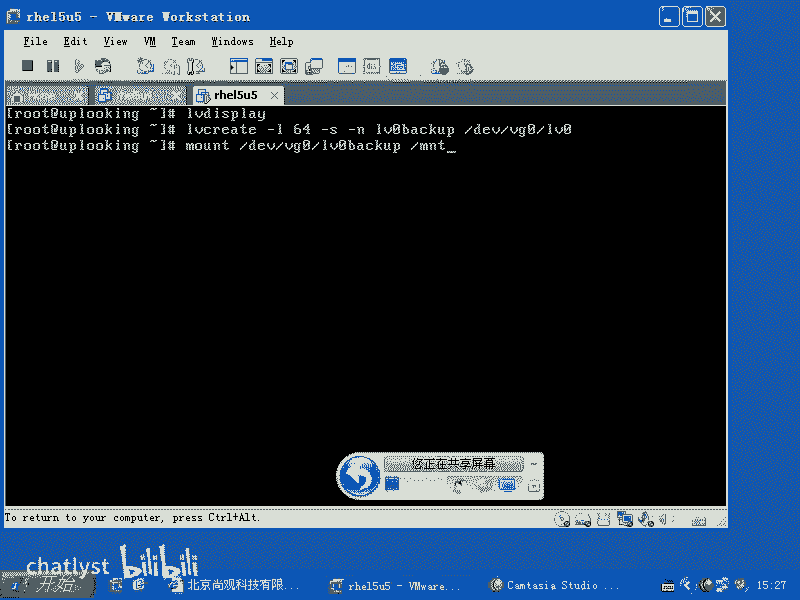 rhel5u5 - VMware Workstation
File Edit View VM Team Windows Help
rhel5u5
[root@uplooking ~]# lvdisplay
[root@uplooking ~]# lvcreate -l 64 -s -n lv0backup /dev/vg0/lv0
[root@uplooking ~]# mount /dev/vg0/lv0backup /mnt_
您正在共享屏幕
To return to your computer, press Ctrl+Alt.
chatlyst bilibili
开始 北京尚观科技有限... rhel5u5 - VMware... Camtasia Studio ... 15:27